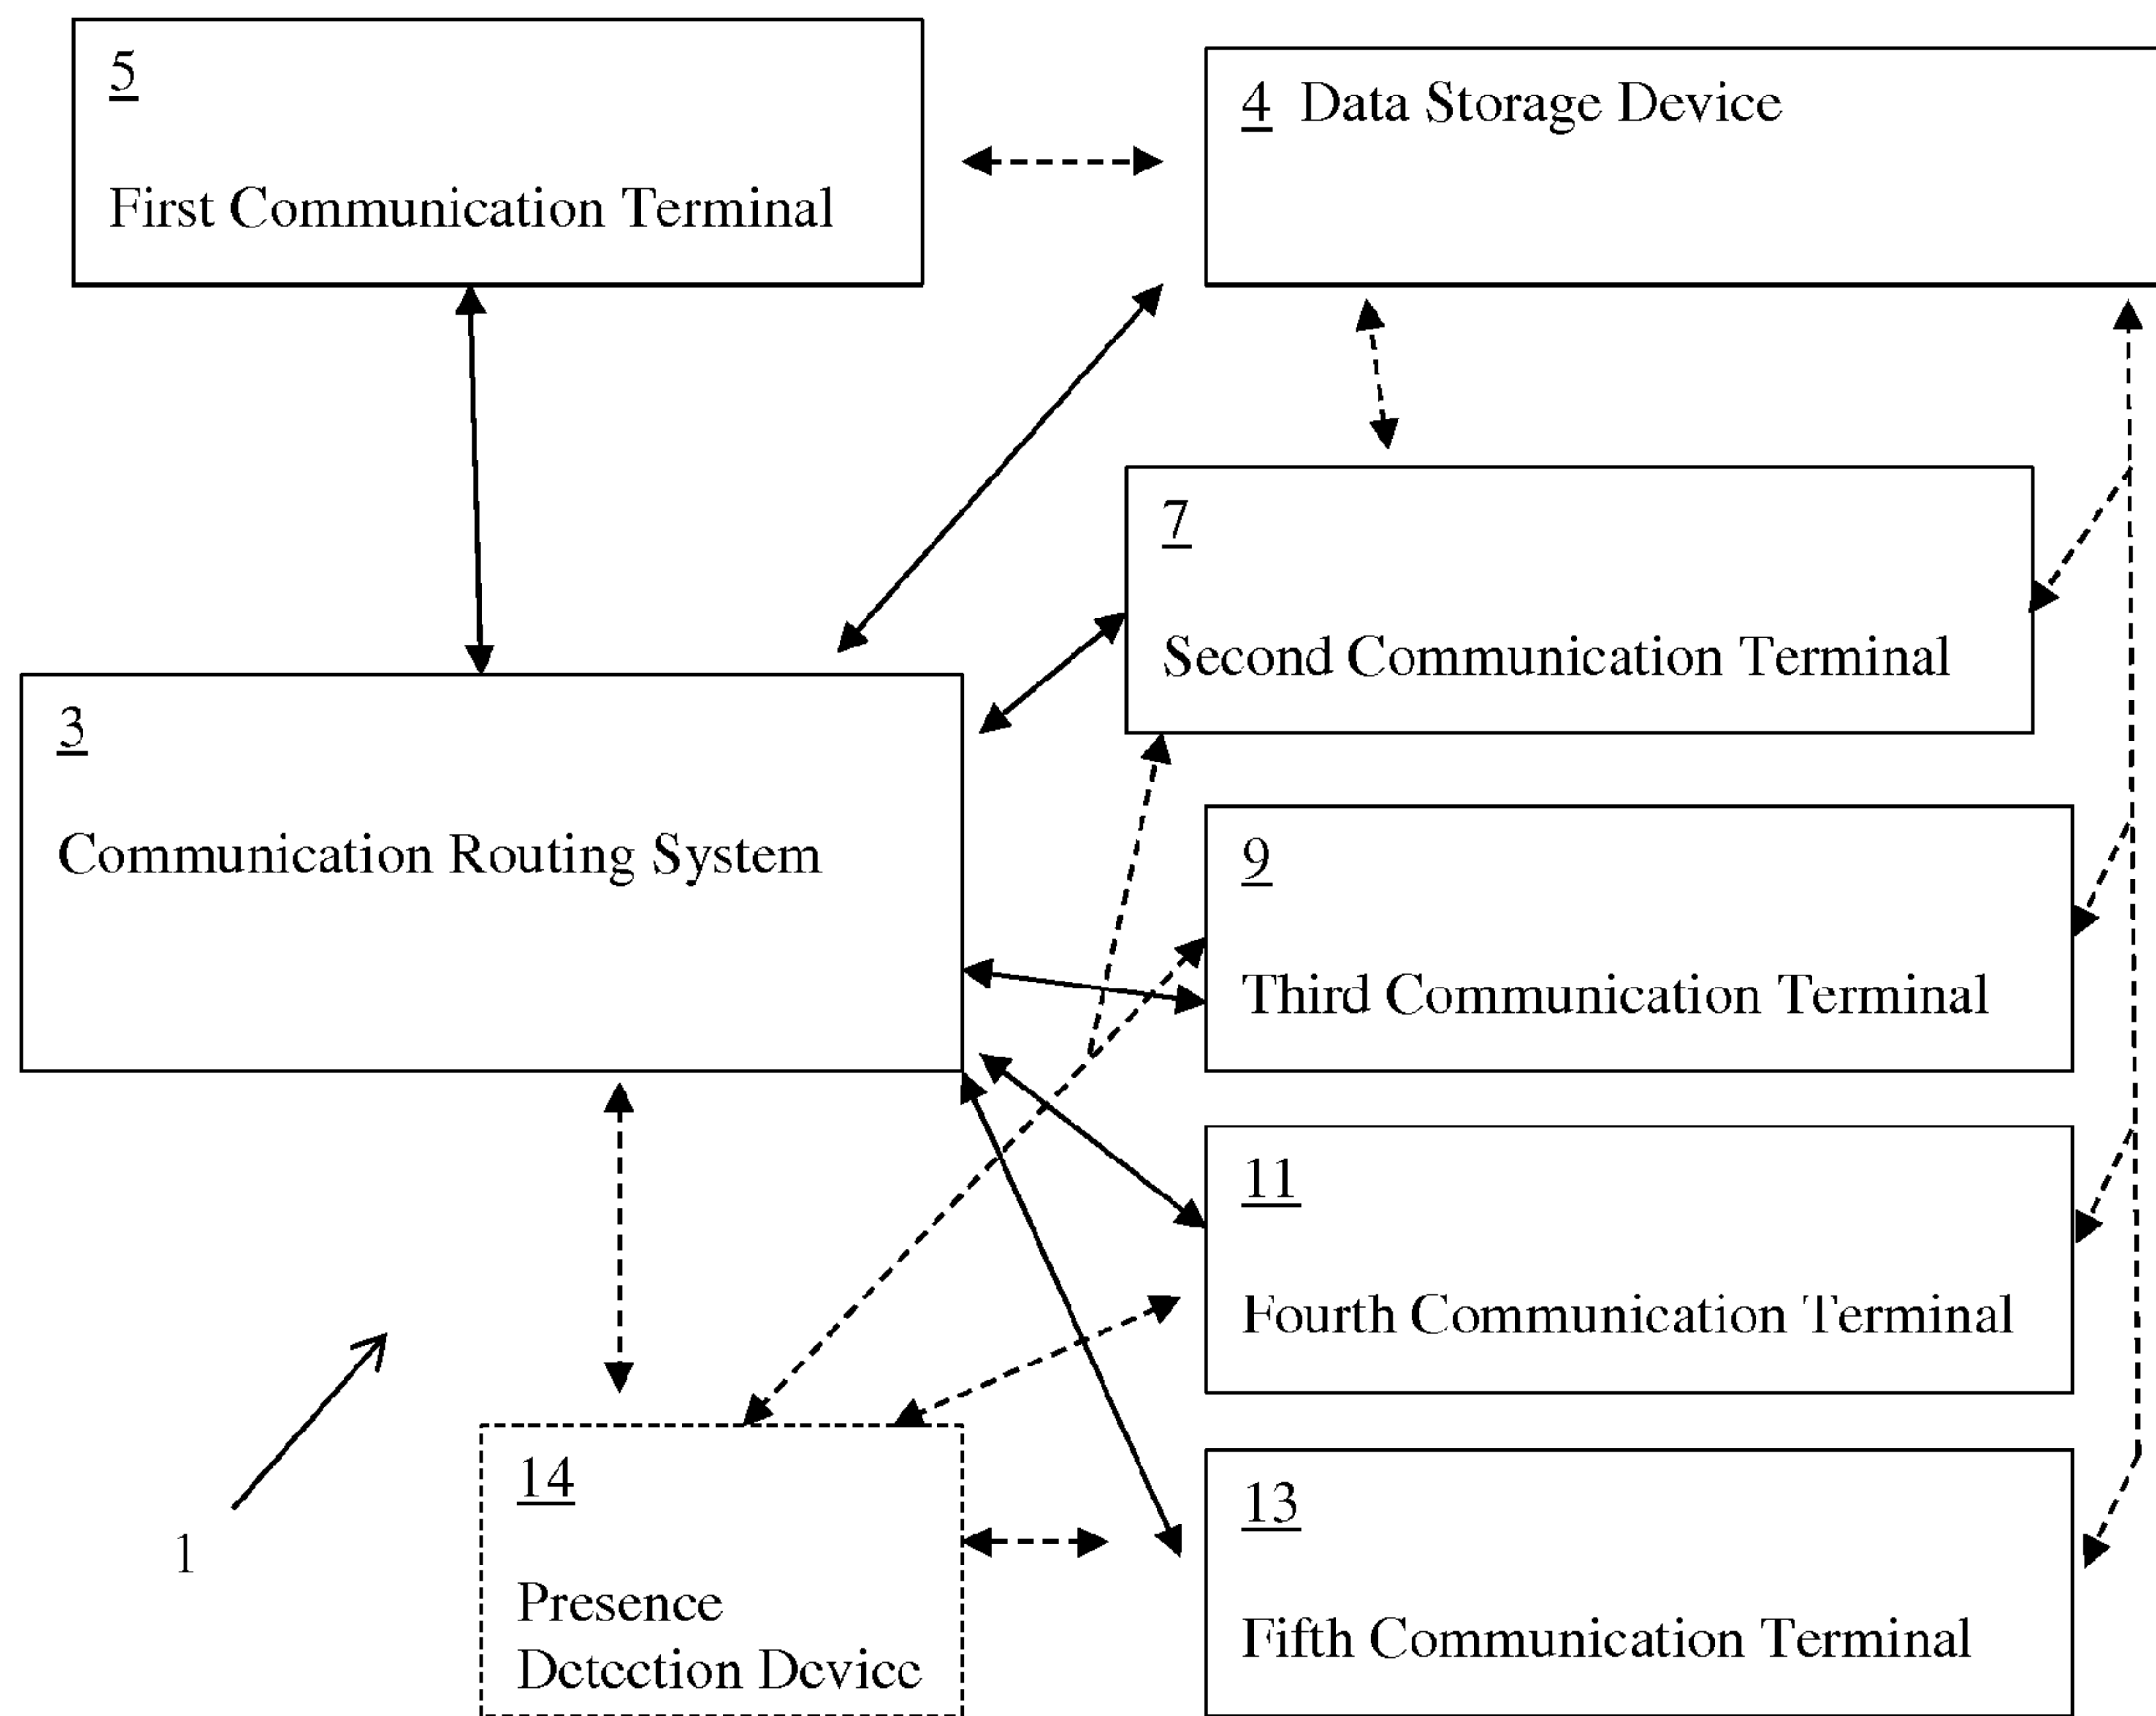 5
First Communication Terminal
4 Data Storage Device
7
Second Communication Terminal
3
Communication Routing System
9
Third Communication Terminal
11
Fourth Communication Terminal
14
Presence
Detection Device
13
Fifth Communication Terminal
1